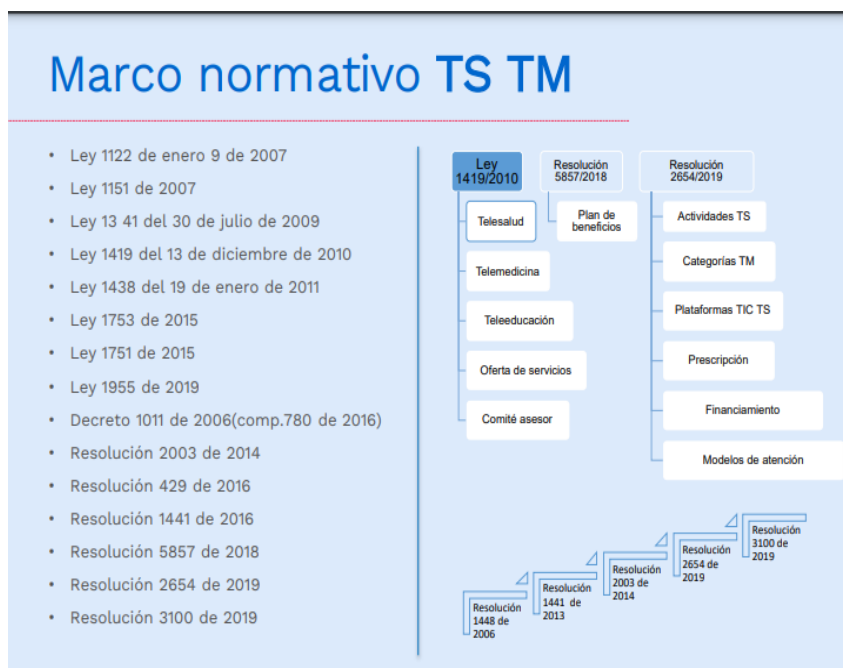 Marco normativo TS TM
• Ley 1122 de enero 9 de 2007
• Ley 1151 de 2007
• Ley 13 41 del 30 de julio de 2009
• Ley 1419 del 13 de diciembre de 2010
• Ley 1438 del 19 de enero de 2011
• Ley 1753 de 2015
• Ley 1751 de 2015
• Ley 1955 de 2019
• Decreto 1011 de 2006(comp.780 de 2016)
• Resolución 2003 de 2014
• Resolución 429 de 2016
• Resolución 1441 de 2016
• Resolución 5857 de 2018
• Resolución 2654 de 2019
• Resolución 3100 de 2019
Ley
1419/2010
Telesalud
Telemedicina
Teleeducación
Oferta de servicios
Comité asesor
Resolución
5857/2018
Plan de
beneficios
Resolución
2654/2019
Actividades TS
Categorías TM
Plataformas TIC TS
Prescripción
Financiamiento
Modelos de atención
Resolución
1448 de
2006
Resolución
1441 de
2013
Resolución
2003 de
2014
Resolución
2654 de
2019
Resolución
3100 de
2019